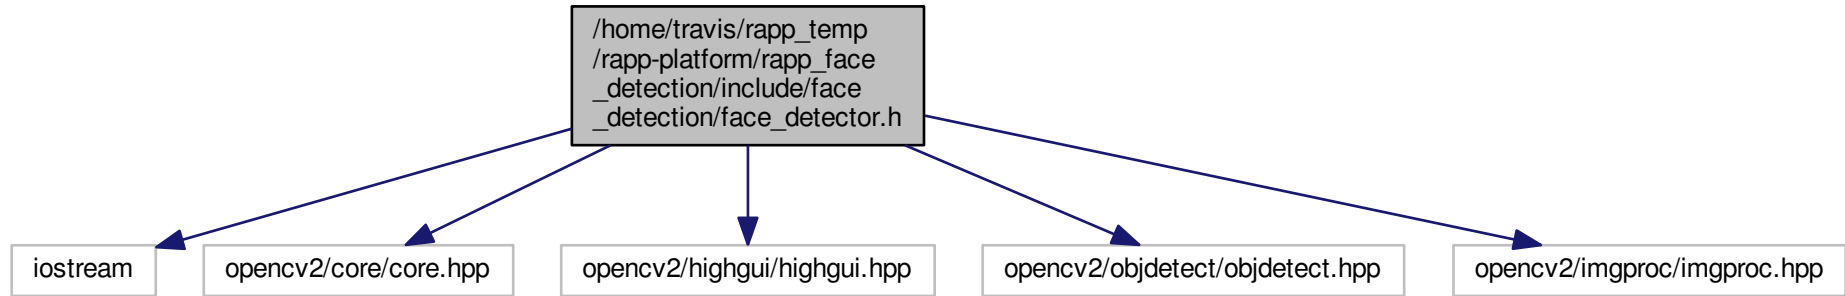 /home/travis/rapp_temp
/rapp-platform/rapp_face
_detection/include/face
_detection/face_detector.h
iostream
opencv2/core/core.hpp
opencv2/highgui/highgui.hpp
opencv2/objdetect/objdetect.hpp
opencv2/imgproc/imgproc.hpp